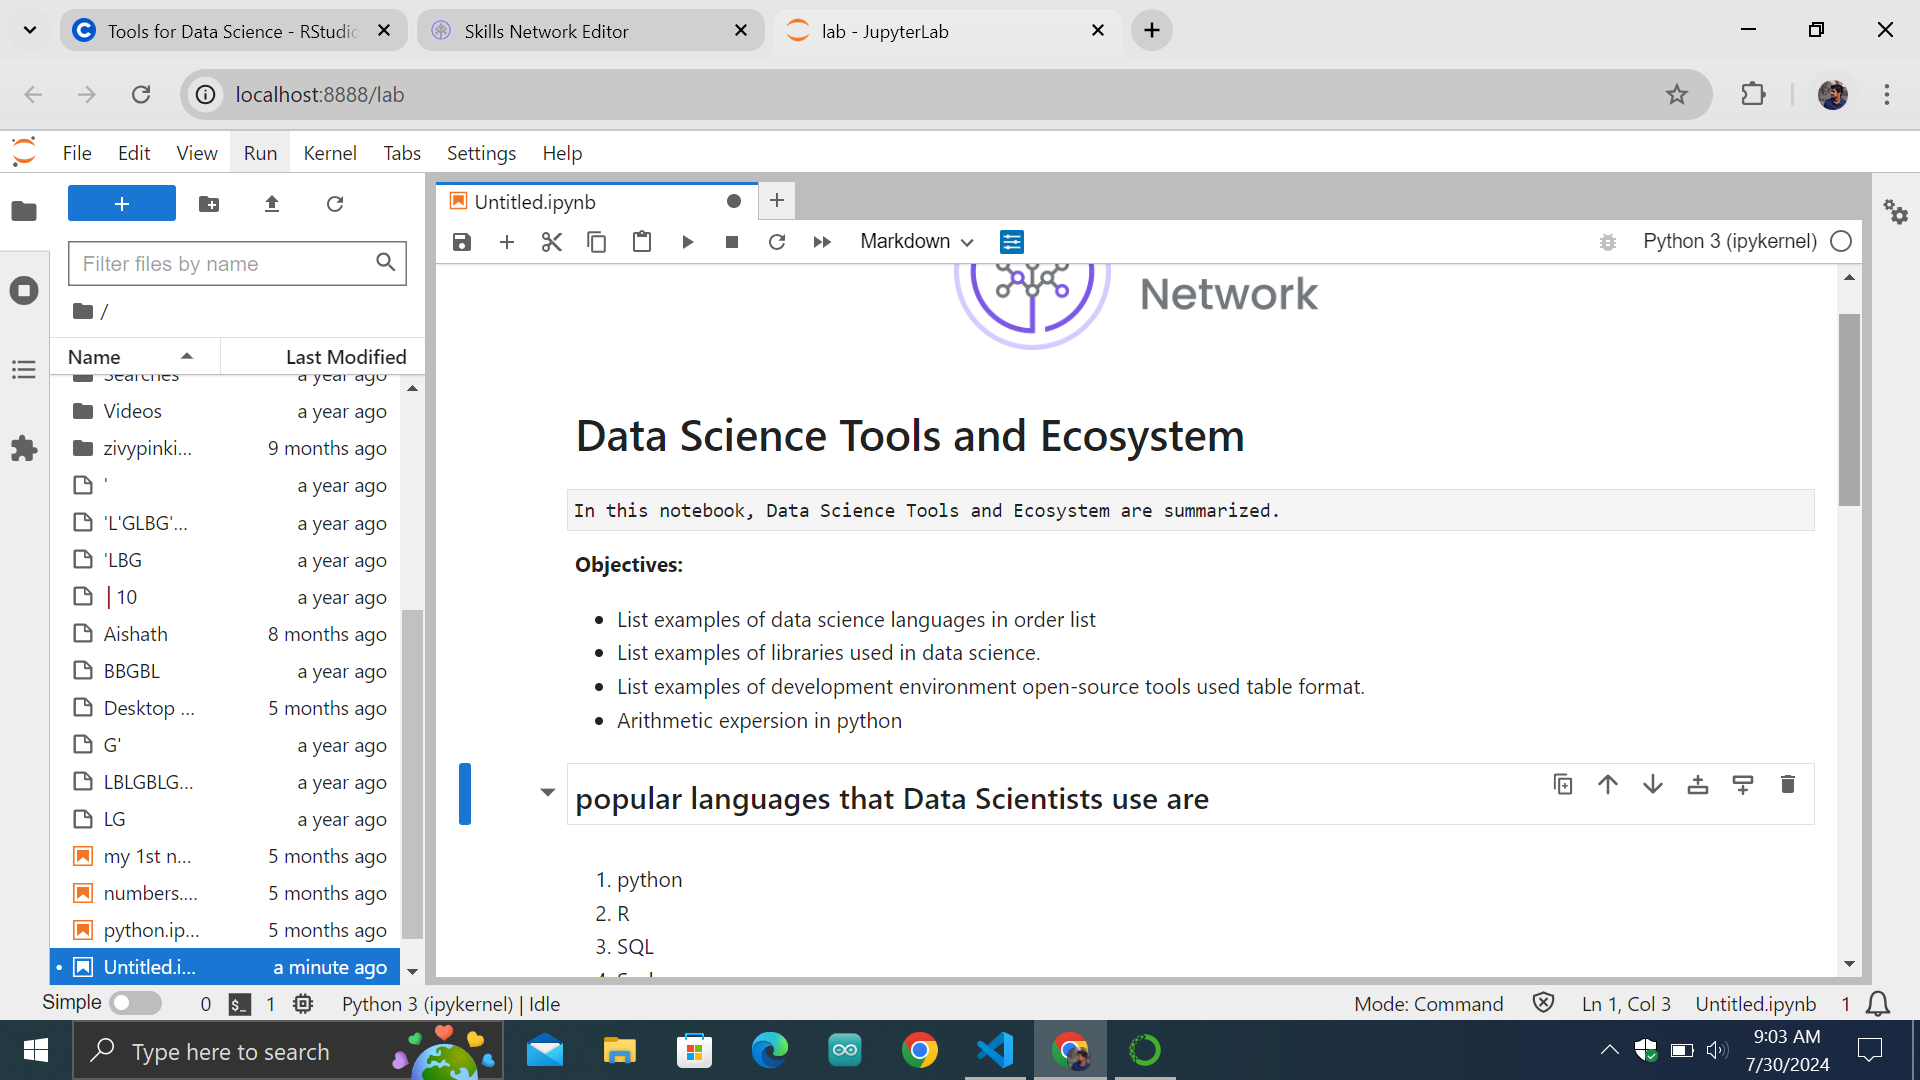 Tools for Data Science - RStudio
Skills Network Editor
lab - JupyterLab
localhost:8888/lab
File Edit View Run Kernel Tabs Settings Help
Filter files by name
/
Name Last Modified
Searches a year ago
Videos a year ago
zivypinki... 9 months ago
' a year ago
'L'GLBG'... a year ago
'LBG a year ago
|10 a year ago
Aishath 8 months ago
BBGBL a year ago
Desktop ... 5 months ago
G' a year ago
LBLGBLG... a year ago
LG a year ago
my 1st n... 5 months ago
numbers.... 5 months ago
python.ip... 5 months ago
Untitled.i... a minute ago
Untitled.ipynb
Markdown
Python 3 (ipykernel)
Network
Data Science Tools and Ecosystem
In this notebook, Data Science Tools and Ecosystem are summarized.
Objectives:
• List examples of data science languages in order list
• List examples of libraries used in data science.
• List examples of development environment open-source tools used table format.
• Arithmetic expersion in python
popular languages that Data Scientists use are
1. python
2. R
3. SQL
Simple 0 1 Python 3 (ipykernel) | Idle Mode: Command Ln 1, Col 3 Untitled.ipynb 1
Type here to search
9:03 AM
7/30/2024